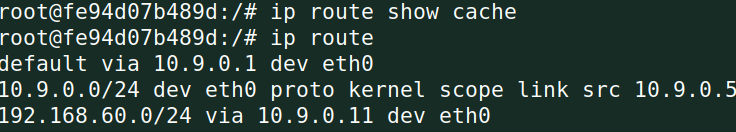 root@fe94d07b489d:/# ip route show cache
root@fe94d07b489d:/# ip route
default via 10.9.0.1 dev eth0
10.9.0.0/24 dev eth0 proto kernel scope link src 10.9.0.5
192.168.60.0/24 via 10.9.0.11 dev eth0